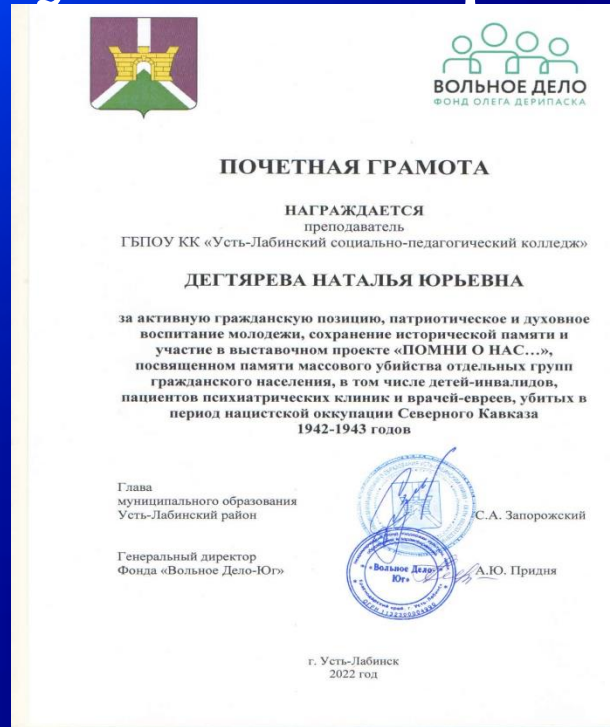 ВОЛЬНОЕ ДЕЛО
ФОНД ОЛЕГА ДЕРИПАСКА
ПОЧЕТНАЯ ГРАМОТА
НАГРАЖДАЕТСЯ
преподаватель
ГБПОУ КК «Усть-Лабинский социально-педагогический колледж»
ДЕГТЯРЕВА НАТАЛЬЯ ЮРЬЕВНА
за активную гражданскую позицию, патриотическое и духовное
воспитание молодежи, сохранение исторической памяти и
участие в выставочном проекте «ПОМНИ О НАС…»,
посвященном памяти массового убийства отдельных групп
гражданского населения, в том числе детей-инвалидов,
пациентов психиатрических клиник и врачей-евреев, убитых в
период нацистской оккупации Северного Кавказа
1942-1943 годов
Глава
муниципального образования
Усть-Лабинский район
С.А. Запорожский
Генеральный директор
Фонда «Вольное Дело-Юг»
«Вольное Дело-
Юг»
А.Ю. Придня
г. Усть-Лабинск
2022 год